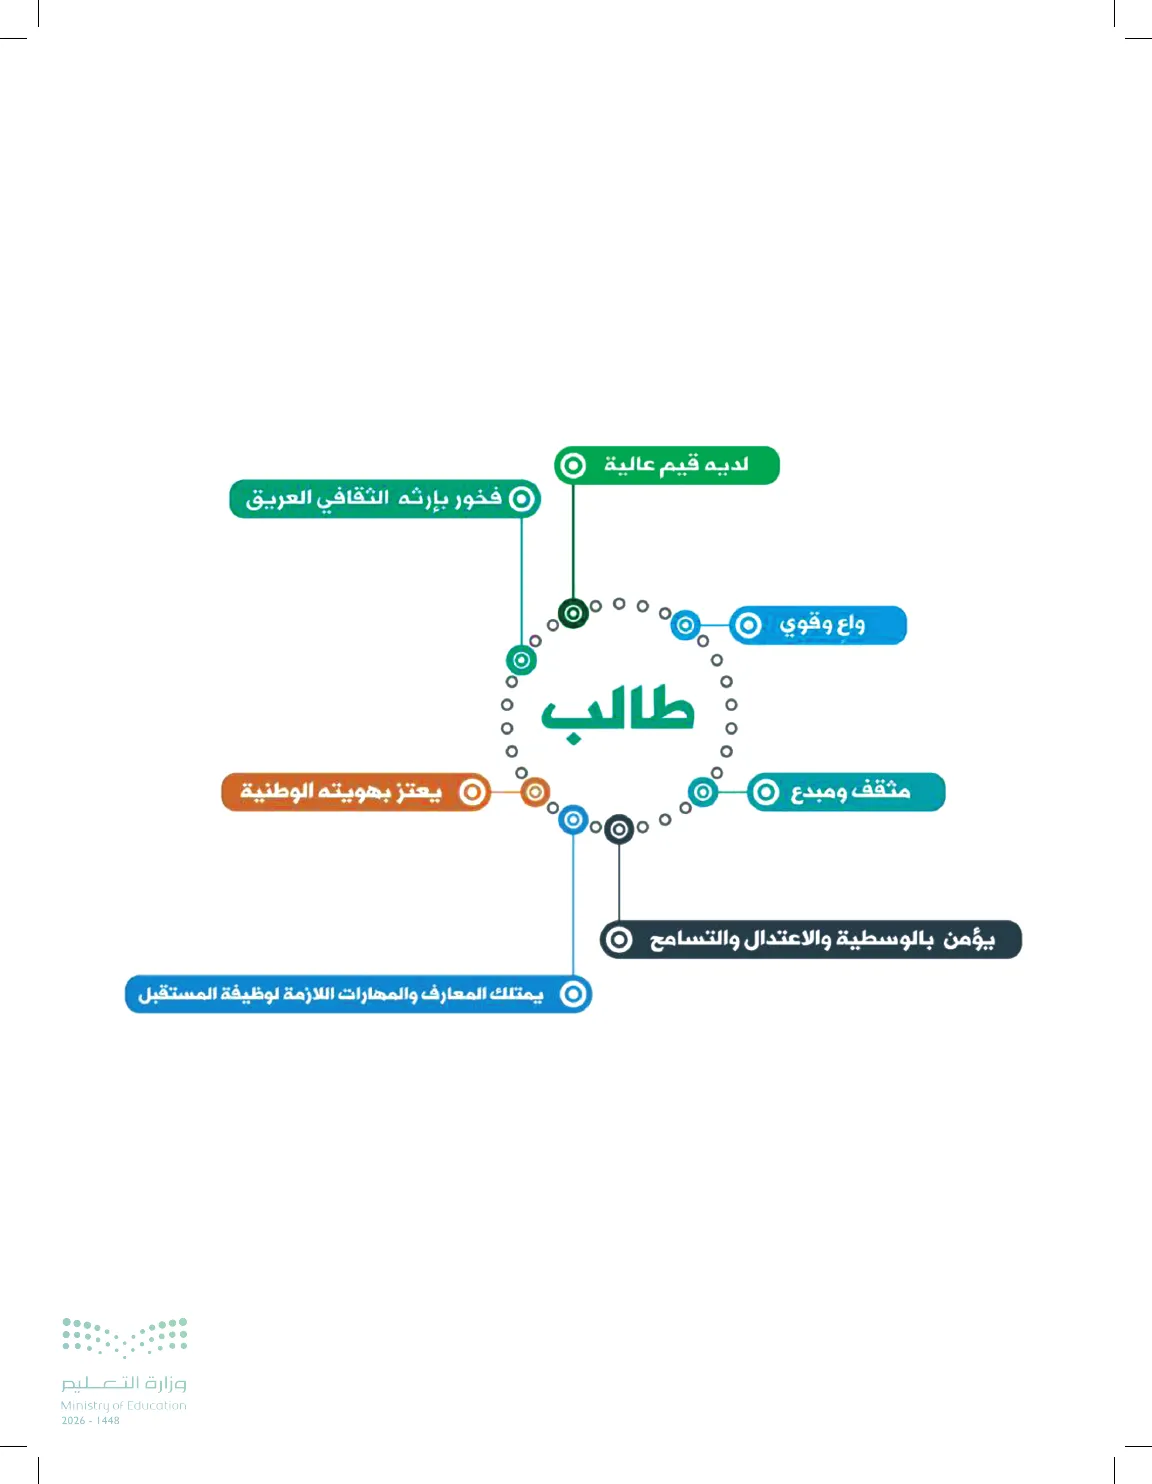 لديه قيم عالية
فخور بإرثه الثقافي العريق
واعٍ وقوي
طالب
مثقف ومبدع
يعتز بهويته الوطنية
يؤمن بالوسطية والاعتدال والتسامح
يمتلك المعارف والمهارات اللازمة لوظيفة المستقبل
وزارة التعليم
Ministry of Education
2026 - 1448